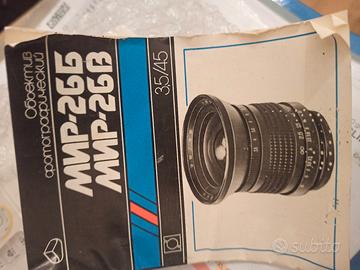 Объектив
фотографический
МИР-26Б
МИР-26В
3,5/45
subito